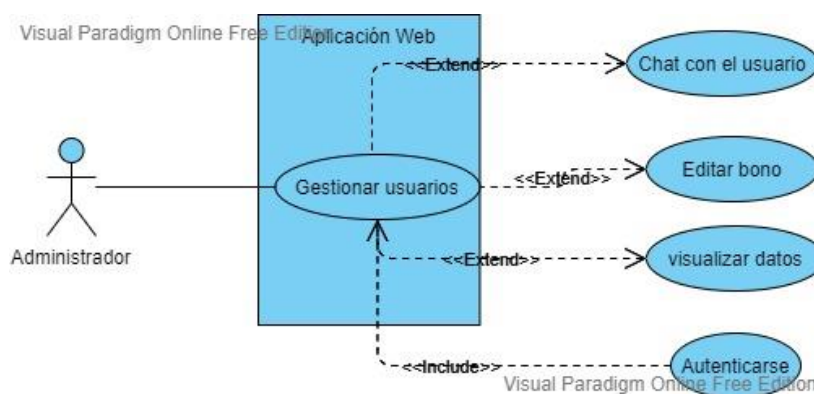 Visual Paradigm Online Free Edition
Aplicación Web
<<Extend>>
Chat con el usuario
Gestionar usuarios
<<Extend>>
Editar bono
Administrador
<<Extend>>
visualizar datos
<<Include>>
Autenticarse
Visual Paradigm Online Free Edition